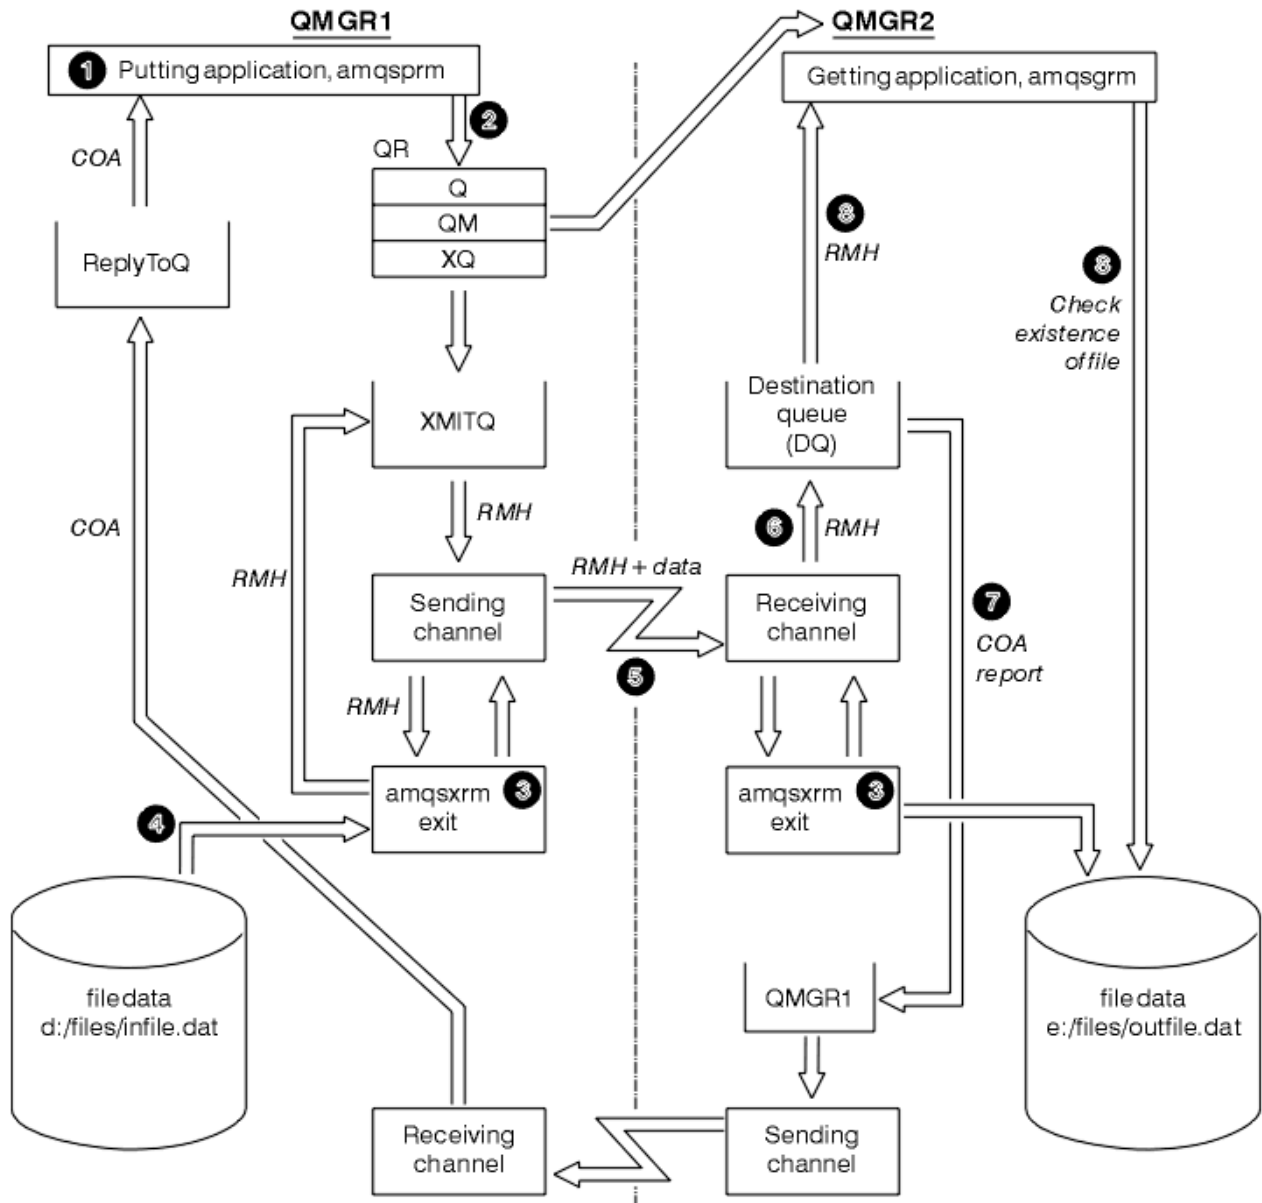 QMGR1
QMGR2
1 Putting application, amqsprm
Getting application, amqsgrm
2
COA
QR
Q
QM
XQ
8
RMH
ReplyToQ
8
Check
existence
of file
XMITQ
Destination
queue
(DQ)
COA
RMH
6 RMH
RMH
RMH + data
7
COA
report
Sending
channel
Receiving
channel
5
RMH
amqsxrm
exit
3
amqsxrm
exit
3
4
file data
d:/files/infile.dat
QMGR1
file data
e:/files/outfile.dat
Receiving
channel
Sending
channel